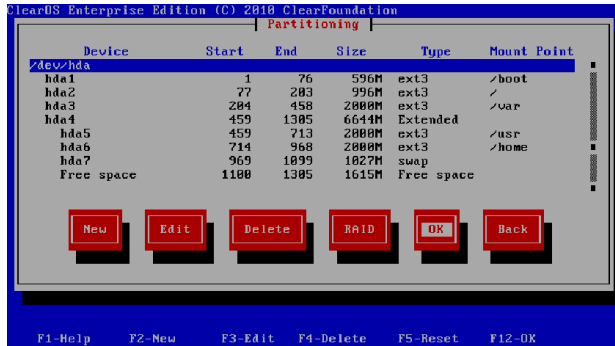 ClearOS Enterprise Edition (C) 2010 ClearFoundation
Partitioning
Device Start End Size Type Mount Point
/dev/hda
hda1 1 76 596M ext3 /boot
hda2 77 203 996M ext3 /
hda3 204 458 2000M ext3 /var
hda4 459 1305 6644M Extended
hda5 459 713 2000M ext3 /usr
hda6 714 968 2000M ext3 /home
hda7 969 1099 1027M swap
Free space 1100 1305 1615M Free space
New Edit Delete RAID OK Back
F1-Help F2-New F3-Edit F4-Delete F5-Reset F12-OK